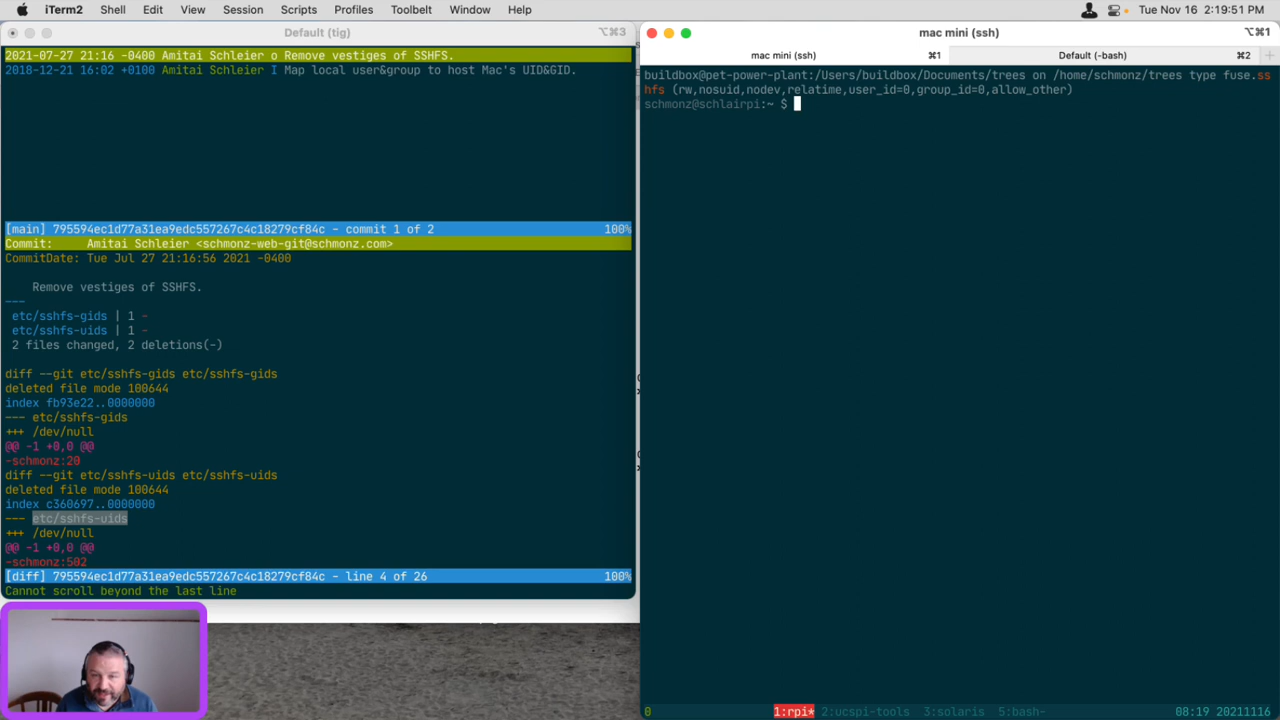 iTerm2 Shell Edit View Session Scripts Profiles Toolbelt Window Help Tue Nov 16 2:19:51 PM
Default (tig) ⌥⌘3
2021-07-27 21:16 -0400 Amitai Schleier o Remove vestiges of SSHFS.
2018-12-21 16:02 +0100 Amitai Schleier I Map local user&group to host Mac's UID&GID.
[main] 795594ec1d77a31ea9edc557267c4c18279cf84c - commit 1 of 2 100%
Commit: Amitai Schleier <schmonz-web-git@schmonz.com>
CommitDate: Tue Jul 27 21:16:56 2021 -0400
Remove vestiges of SSHFS.
---
etc/sshfs-gids | 1 -
etc/sshfs-uids | 1 -
2 files changed, 2 deletions(-)
diff --git etc/sshfs-gids etc/sshfs-gids
deleted file mode 100644
index fb93e22..0000000
--- etc/sshfs-gids
+++ /dev/null
@@ -1 +0,0 @@
-schmonz:20
diff --git etc/sshfs-uids etc/sshfs-uids
deleted file mode 100644
index c360697..0000000
--- etc/sshfs-uids
+++ /dev/null
@@ -1 +0,0 @@
-schmonz:502
[diff] 795594ec1d77a31ea9edc557267c4c18279cf84c - line 4 of 26 100%
Cannot scroll beyond the last line
mac mini (ssh) ⌥⌘1
mac mini (ssh) ⌘1 Default (-bash) ⌘2 +
buildbox@pet-power-plant:/Users/buildbox/Documents/trees on /home/schmonz/trees type fuse.ss
hfs (rw,nosuid,nodev,relatime,user_id=0,group_id=0,allow_other)
schmonz@schlairpi:~ $
0 1:rpi* 2:ucspi-tools 3:solaris 5:bash- 08:19 20211116